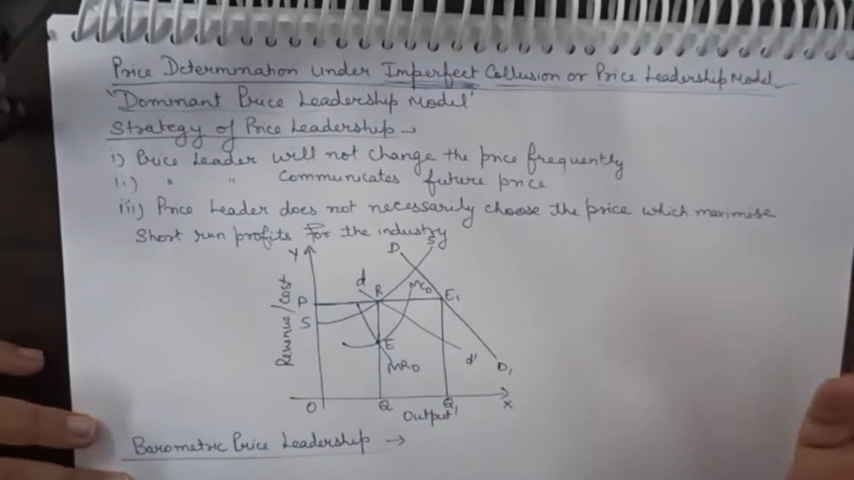 Price Determination under Imperfect Collusion or Price Leadership Model
"Dominant Price Leadership Model'
Strategy of Price Leadership →
i) Price Leader will not change the price frequently
ii) " " Communicates future price
iii) Price Leader does not necessarily choose the price which maximise
Short run profits for the industry
Y D S
d
P R MCD E1
S
Revenue/Cost
E
MRD d' D1
O Q Q1 X
Output
Barometric Price Leadership →